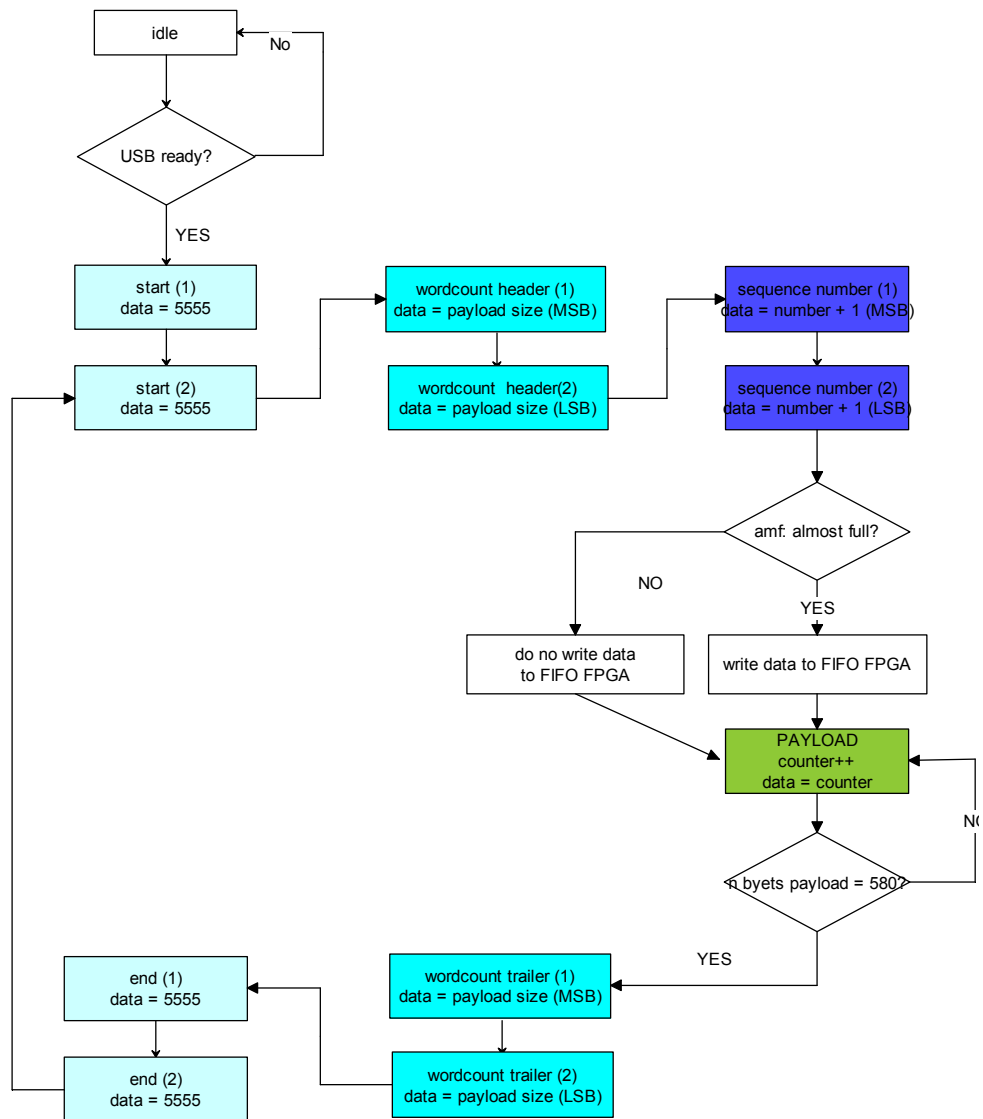 idle
No
USB ready?
YES
start (1)
data = 5555
wordcount header (1)
data = payload size (MSB)
sequence number (1)
data = number + 1 (MSB)
start (2)
data = 5555
wordcount  header(2)
data = payload size (LSB)
sequence number (2)
data = number + 1 (LSB)
amf: almost full?
NO
YES
do no write data
to FIFO FPGA
write data to FIFO FPGA
PAYLOAD
counter++
data = counter
NO
n byets payload = 580?
YES
wordcount trailer (1)
data = payload size (MSB)
end (1)
data = 5555
wordcount trailer (2)
data = payload size (LSB)
end (2)
data = 5555